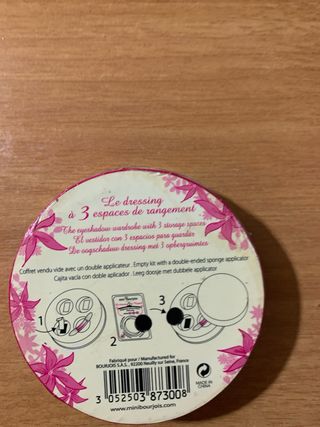 Le dressing
à 3 espaces de rangement
The eyeshadow wardrobe with 3 storage spaces
El vestidor con 3 espacios para guardar
De oogschaduw dressing met 3 opbergruimtes
Coffret vendu vide avec un double applicateur. Empty kit with a double-ended sponge applicator
Cajita vacía con doble aplicador. Leeg doosje met dubbele applicator
1
2
3
Fabriqué pour / Manufactured for
BOURJOIS S.A.S., 92200 Neuilly sur Seine, France
MADE IN
CHINA
3 052503 873008
www.minibourjois.com